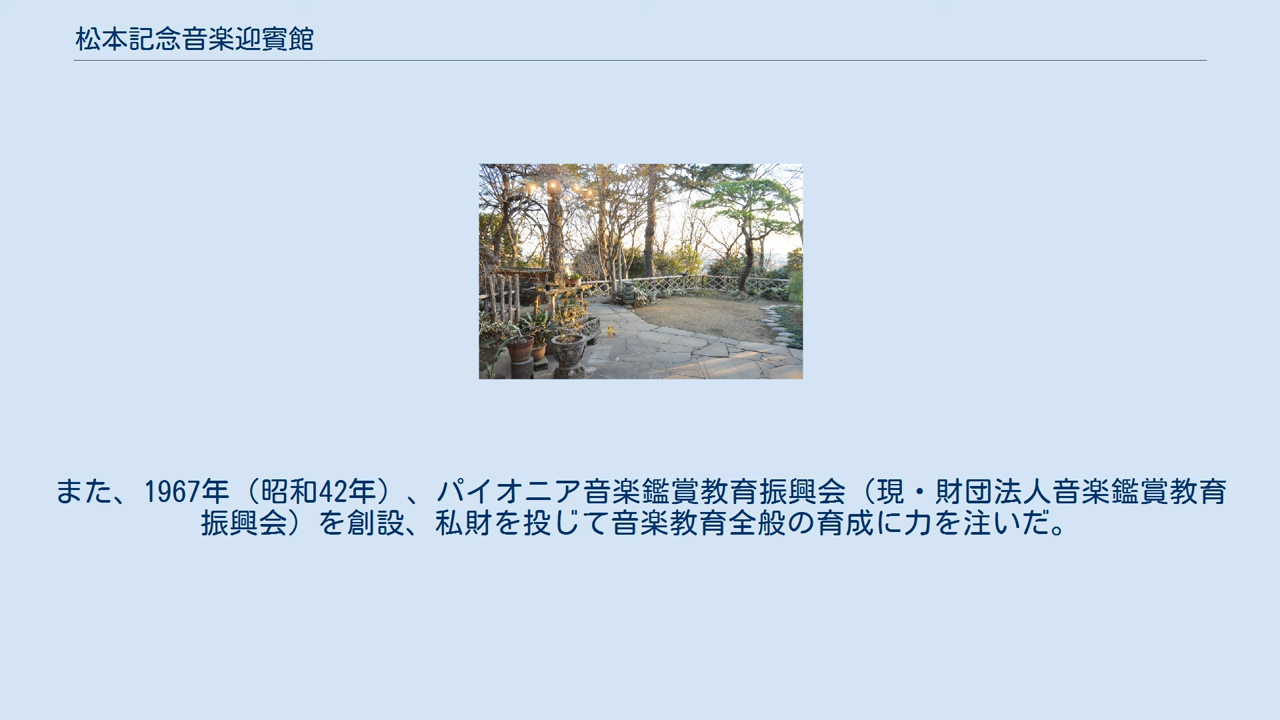 松本記念音楽迎賓館
また、1967年（昭和42年）、パイオニア音楽鑑賞教育振興会（現・財団法人音楽鑑賞教育
振興会）を創設、私財を投じて音楽教育全般の育成に力を注いだ。